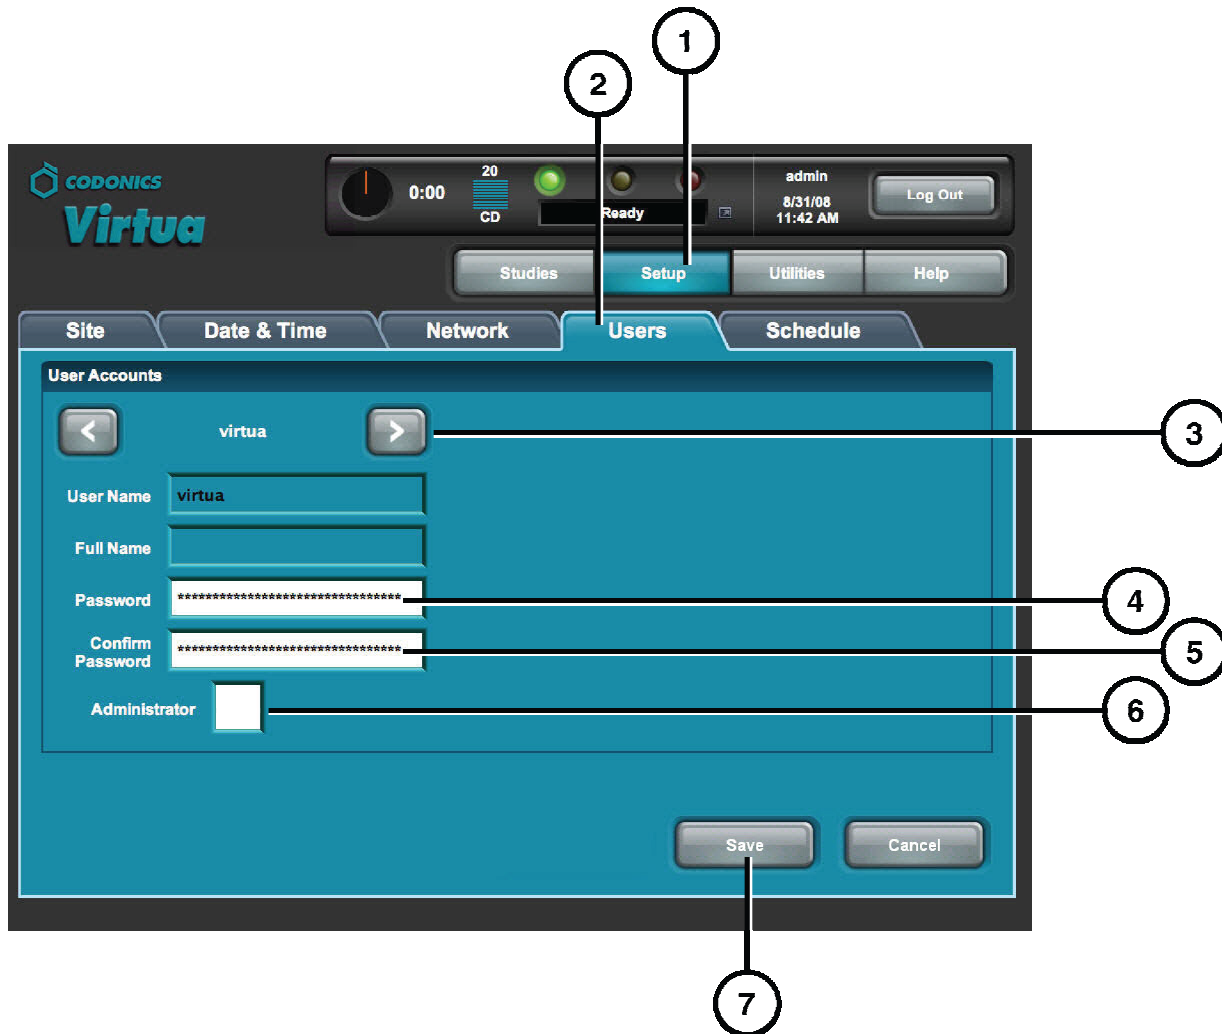 1
2
CODONICS
Virtua
0:00
20
CD
Ready
admin
8/31/08
11:42 AM
Log Out
Studies
Setup
Utilities
Help
Site
Date & Time
Network
Users
Schedule
User Accounts
<
virtua
>
3
User Name
virtua
Full Name
Password
********************************
4
Confirm
Password
********************************
5
Administrator
6
Save
Cancel
7